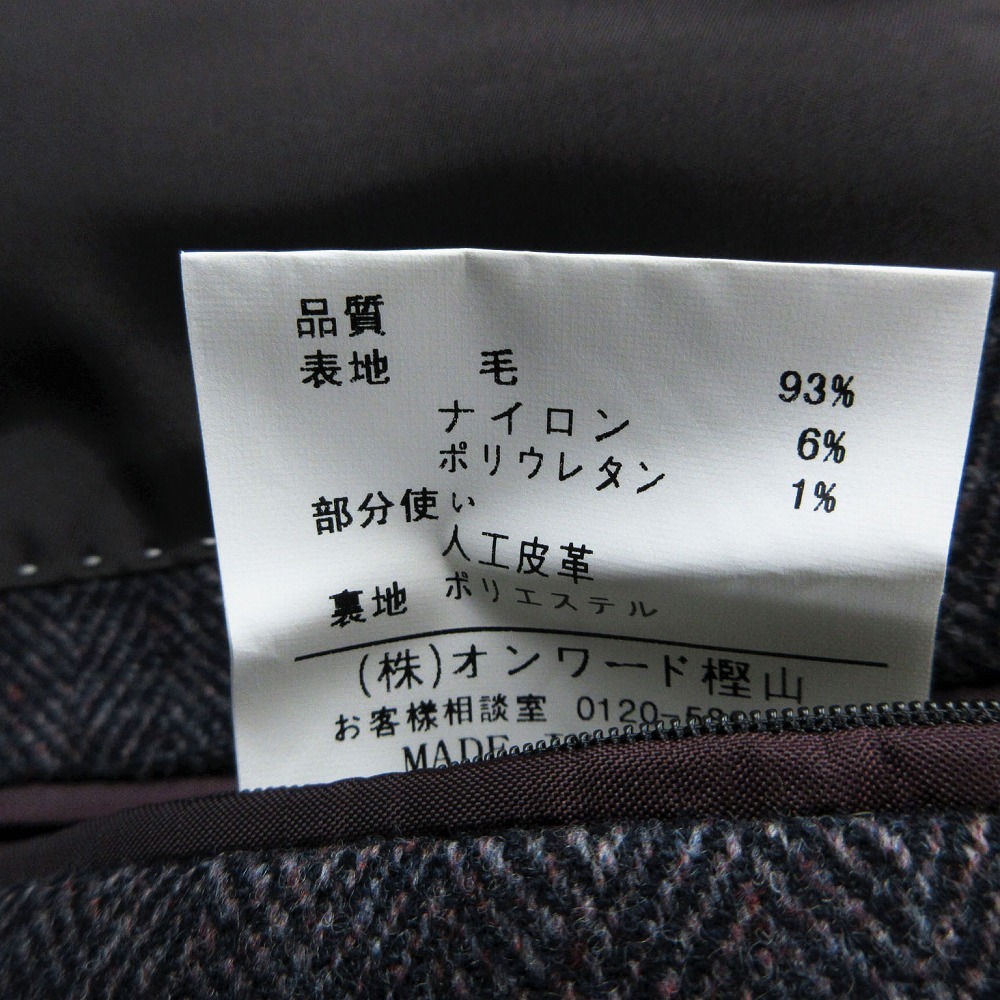 品質
表地 毛 93%
ナイロン 6%
ポリウレタン 1%
部分使い
人工皮革
裏地 ポリエステル
(株)オンワード樫山
お客様相談室 0120-58
MADE